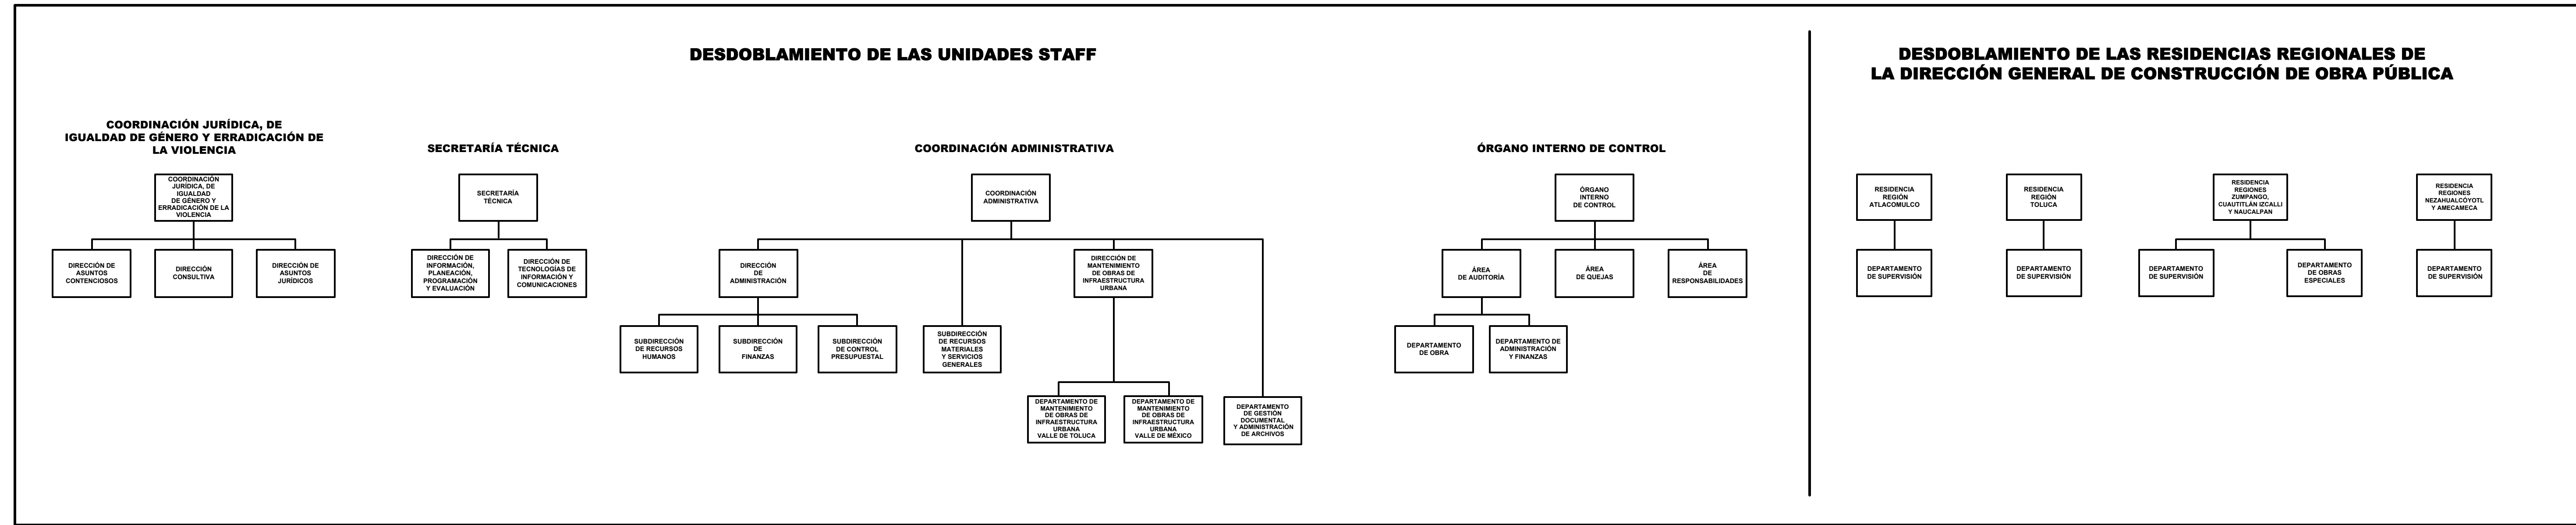 DESDOBLAMIENTO DE LAS UNIDADES STAFF
COORDINACIÓN JURÍDICA, DE
IGUALDAD DE GÉNERO Y ERRADICACIÓN DE
LA VIOLENCIA
COORDINACIÓN
JURÍDICA, DE
IGUALDAD
DE GÉNERO Y
ERRADICACIÓN DE LA
VIOLENCIA
DIRECCIÓN DE
ASUNTOS
CONTENCIOSOS
DIRECCIÓN
CONSULTIVA
DIRECCIÓN DE
ASUNTOS
JURÍDICOS
SECRETARÍA TÉCNICA
SECRETARÍA
TÉCNICA
DIRECCIÓN DE
INFORMACIÓN,
PLANEACIÓN,
PROGRAMACIÓN
Y EVALUACIÓN
DIRECCIÓN DE
TECNOLOGÍAS DE
INFORMACIÓN Y
COMUNICACIONES
COORDINACIÓN ADMINISTRATIVA
COORDINACIÓN
ADMINISTRATIVA
DIRECCIÓN
DE
ADMINISTRACIÓN
DIRECCIÓN DE
MANTENIMIENTO
DE OBRAS DE
INFRAESTRUCTURA
URBANA
SUBDIRECCIÓN
DE RECURSOS
HUMANOS
SUBDIRECCIÓN
DE
FINANZAS
SUBDIRECCIÓN
DE CONTROL
PRESUPUESTAL
SUBDIRECCIÓN
DE RECURSOS
MATERIALES
Y SERVICIOS
GENERALES
DEPARTAMENTO DE
MANTENIMIENTO
DE OBRAS DE
INFRAESTRUCTURA
URBANA
VALLE DE TOLUCA
DEPARTAMENTO DE
MANTENIMIENTO
DE OBRAS DE
INFRAESTRUCTURA
URBANA
VALLE DE MÉXICO
DEPARTAMENTO
DE GESTIÓN
DOCUMENTAL
Y ADMINISTRACIÓN
DE ARCHIVOS
ÓRGANO INTERNO DE CONTROL
ÓRGANO
INTERNO
DE CONTROL
ÁREA
DE AUDITORÍA
ÁREA
DE QUEJAS
ÁREA
DE
RESPONSABILIDADES
DEPARTAMENTO
DE OBRA
DEPARTAMENTO DE
ADMINISTRACIÓN
Y FINANZAS
DESDOBLAMIENTO DE LAS RESIDENCIAS REGIONALES DE
LA DIRECCIÓN GENERAL DE CONSTRUCCIÓN DE OBRA PÚBLICA
RESIDENCIA
REGIÓN
ATLACOMULCO
DEPARTAMENTO
DE SUPERVISIÓN
RESIDENCIA
REGIÓN
TOLUCA
DEPARTAMENTO
DE SUPERVISIÓN
RESIDENCIA
REGIONES
ZUMPANGO,
CUAUTITLÁN IZCALLI
Y NAUCALPAN
DEPARTAMENTO
DE SUPERVISIÓN
DEPARTAMENTO
DE OBRAS
ESPECIALES
RESIDENCIA
REGIONES
NEZAHUALCÓYOTL
Y AMECAMECA
DEPARTAMENTO
DE SUPERVISIÓN